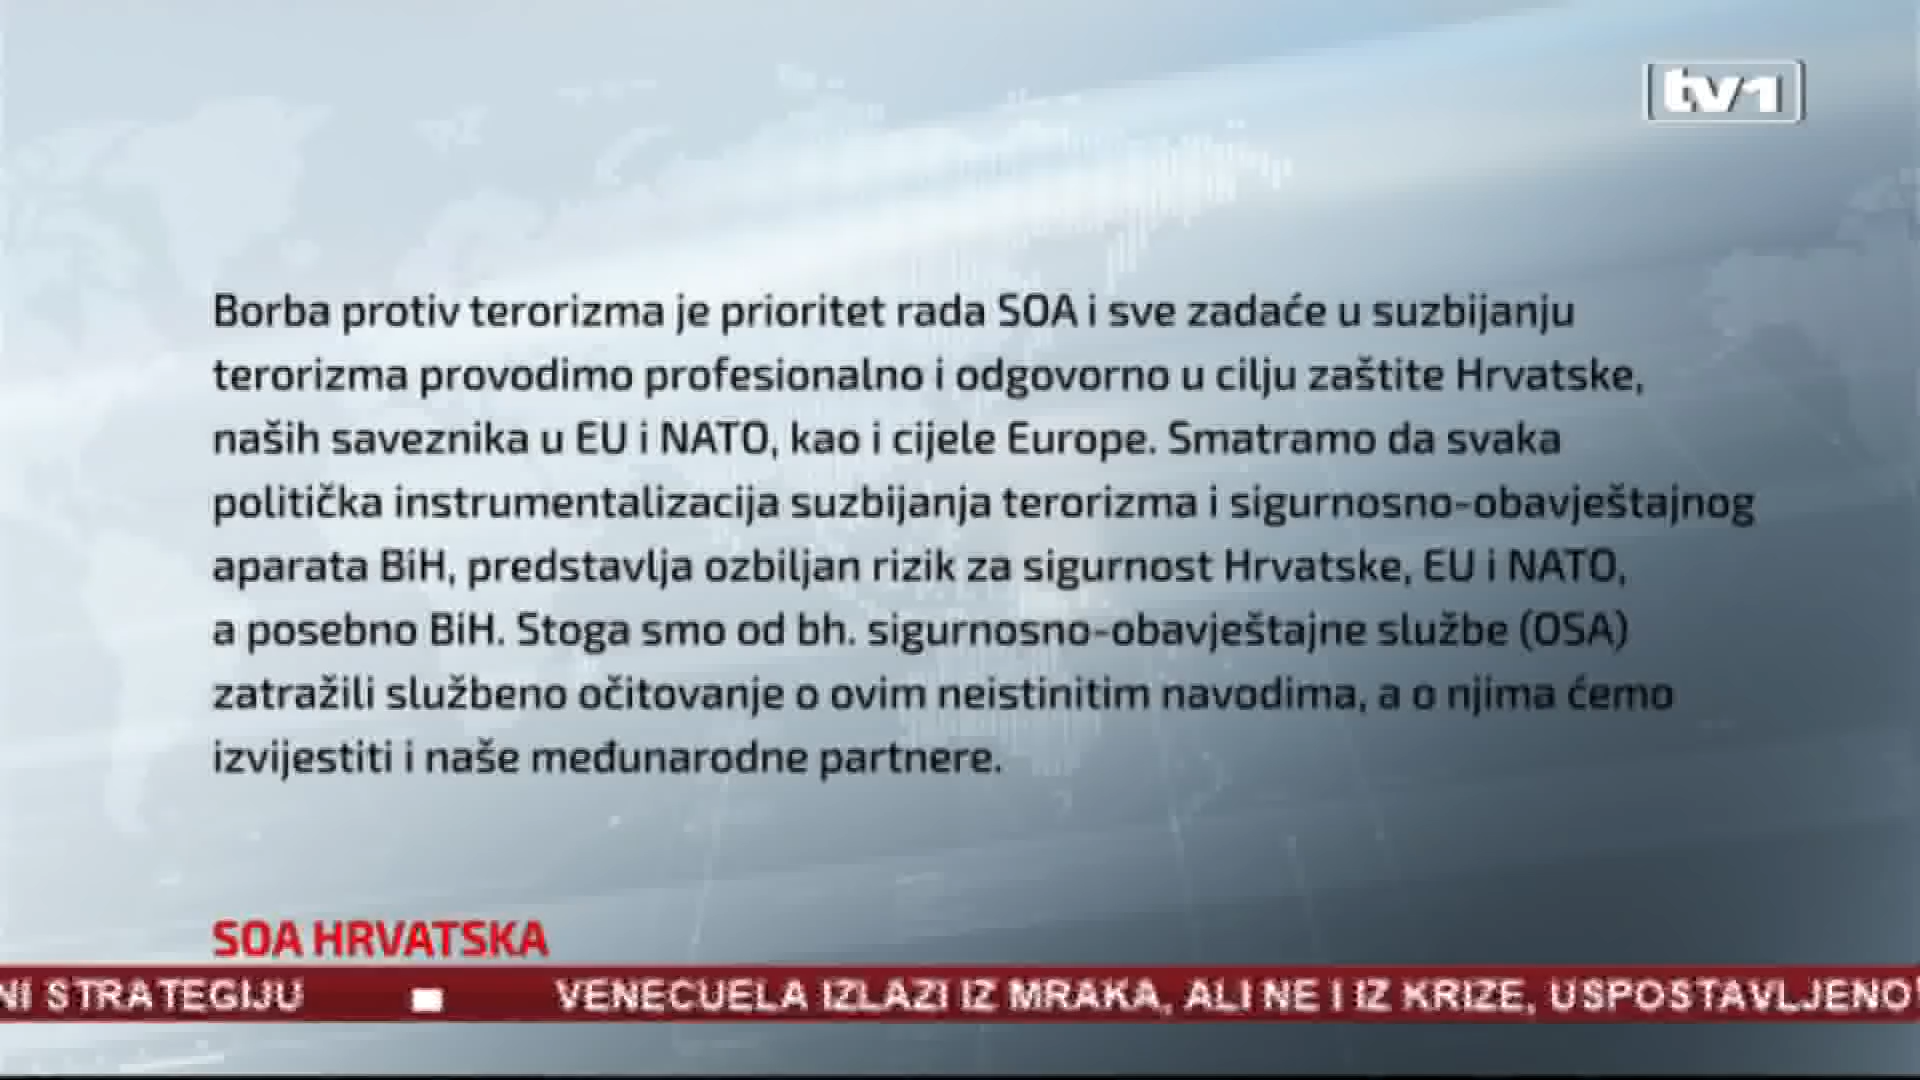 tv1
Borba protiv terorizma je prioritet rada SOA i sve zadaće u suzbijanju
terorizma provodimo profesionalno i odgovorno u cilju zaštite Hrvatske,
naših saveznika u EU i NATO, kao i cijele Europe. Smatramo da svaka
politička instrumentalizacija suzbijanja terorizma i sigurnosno-obavještajnog
aparata BiH, predstavlja ozbiljan rizik za sigurnost Hrvatske, EU i NATO,
a posebno BiH. Stoga smo od bh. sigurnosno-obavještajne službe (OSA)
zatražili službeno očitovanje o ovim neistinitim navodima, a o njima ćemo
izvijestiti i naše međunarodne partnere.
SOA HRVATSKA
NI STRATEGIJU ■ VENECUELA IZLAZI IZ MRAKA, ALI NE I IZ KRIZE, USPOSTAVLJENO